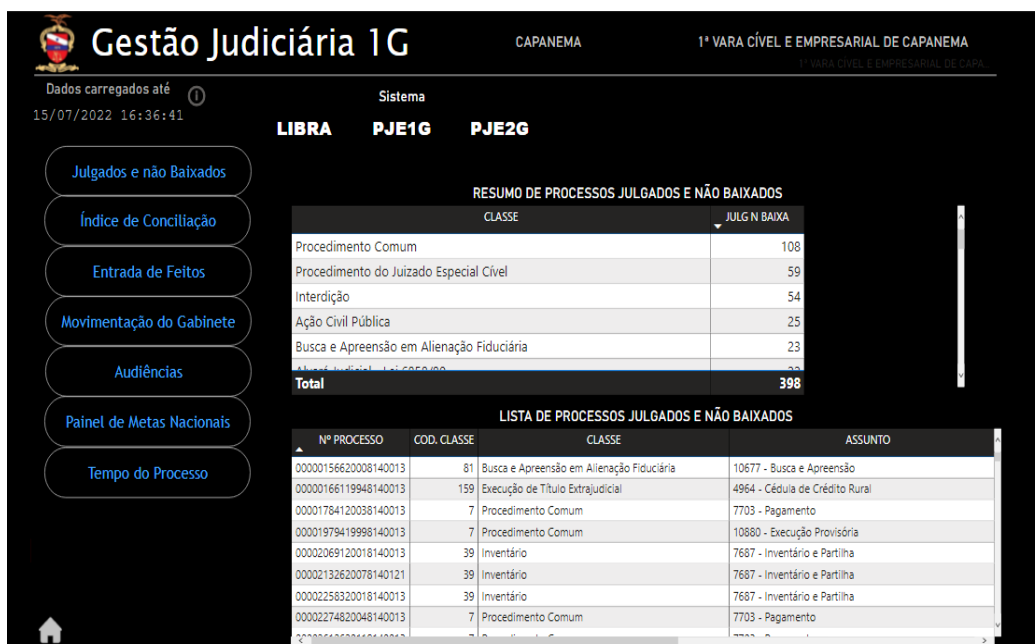 Gestão Judiciária 1G
CAPANEMA
1ª VARA CÍVEL E EMPRESARIAL DE CAPANEMA
1ª VARA CÍVEL E EMPRESARIAL DE CAPA...
Dados carregados até
15/07/2022 16:36:41
Sistema
LIBRA PJE1G PJE2G
Julgados e não Baixados
Índice de Conciliação
Entrada de Feitos
Movimentação do Gabinete
Audiências
Painel de Metas Nacionais
Tempo do Processo
RESUMO DE PROCESSOS JULGADOS E NÃO BAIXADOS
CLASSE JULG N BAIXA
Procedimento Comum 108
Procedimento do Juizado Especial Cível 59
Interdição 54
Ação Civil Pública 25
Busca e Apreensão em Alienação Fiduciária 23
Total 398
LISTA DE PROCESSOS JULGADOS E NÃO BAIXADOS
Nº PROCESSO COD. CLASSE CLASSE ASSUNTO
00000156620008140013 81 Busca e Apreensão em Alienação Fiduciária 10677 - Busca e Apreensão
00000166119948140013 159 Execução de Título Extrajudicial 4964 - Cédula de Crédito Rural
00001784120038140013 7 Procedimento Comum 7703 - Pagamento
00001979419998140013 7 Procedimento Comum 10880 - Execução Provisória
00002069120018140013 39 Inventário 7687 - Inventário e Partilha
00002132620078140121 39 Inventário 7687 - Inventário e Partilha
00002258320018140013 39 Inventário 7687 - Inventário e Partilha
00002274820048140013 7 Procedimento Comum 7703 - Pagamento